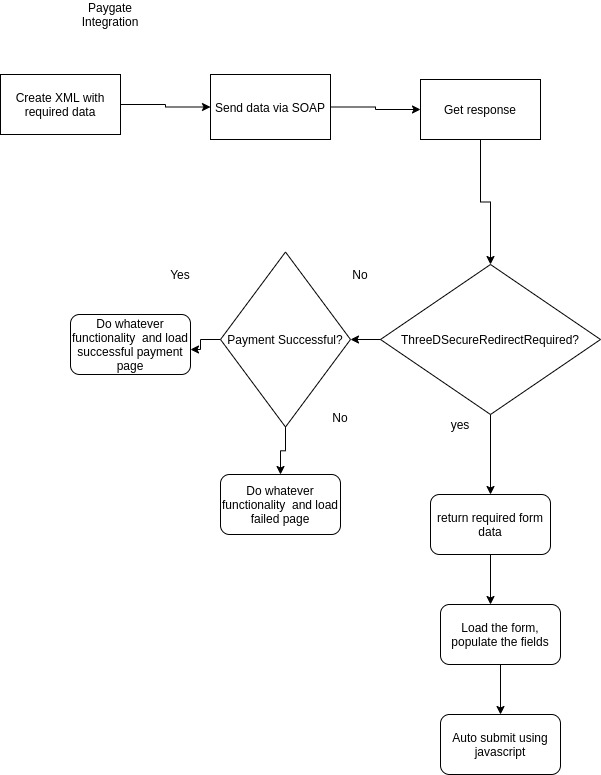 Paygate
Integration
Create XML with
required data
Send data via SOAP
Get response
Yes
No
Do whatever
functionality  and load
successful payment
page
Payment Successful?
ThreeDSecureRedirectRequired?
No
yes
Do whatever
functionality  and load
failed page
return required form
data
Load the form,
populate the fields
Auto submit using
javascript